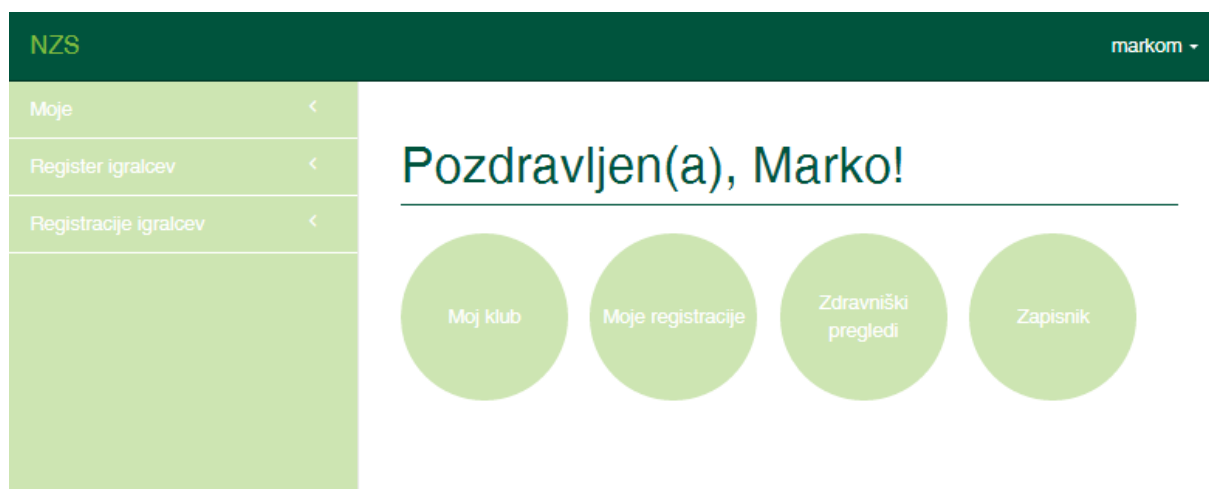 NZS
markom
Moje
Register igralcev
Registracije igralcev
Pozdravljen(a), Marko!
Moj klub
Moje registracije
Zdravniški
pregledi
Zapisnik